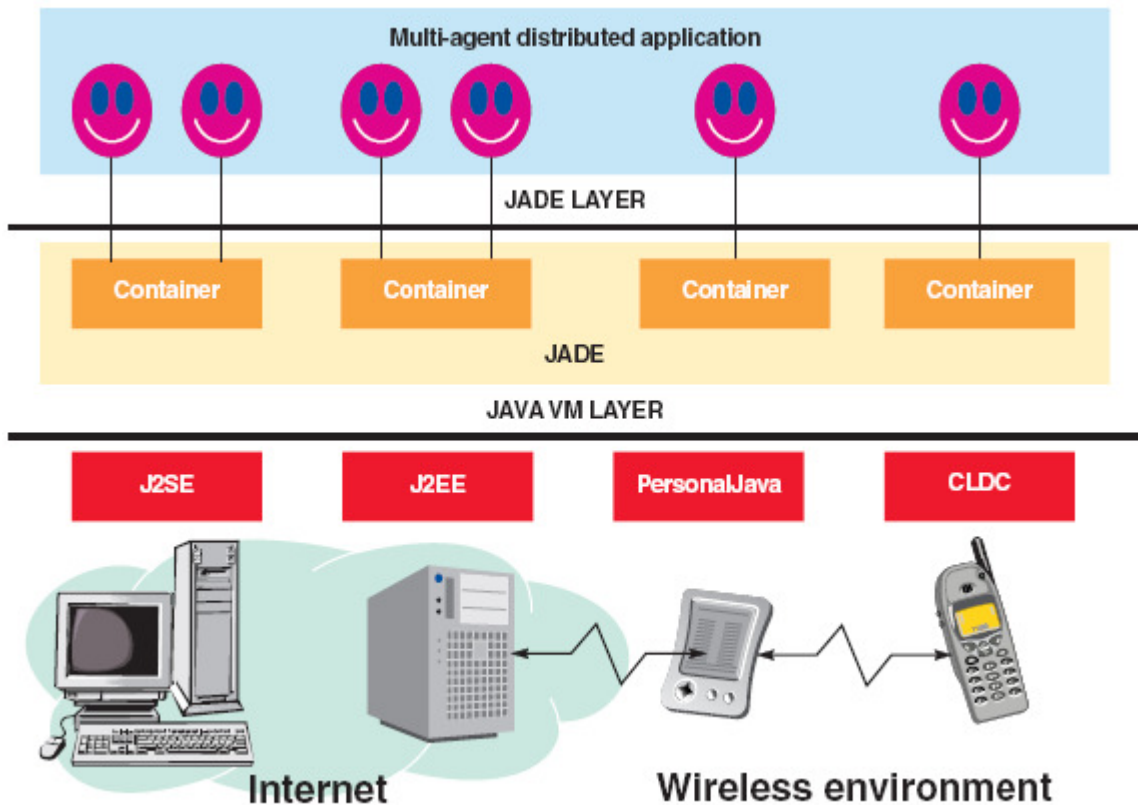 Multi-agent distributed application
JADE LAYER
Container
Container
Container
Container
JADE
JAVA VM LAYER
J2SE
J2EE
PersonalJava
CLDC
Internet
Wireless environment